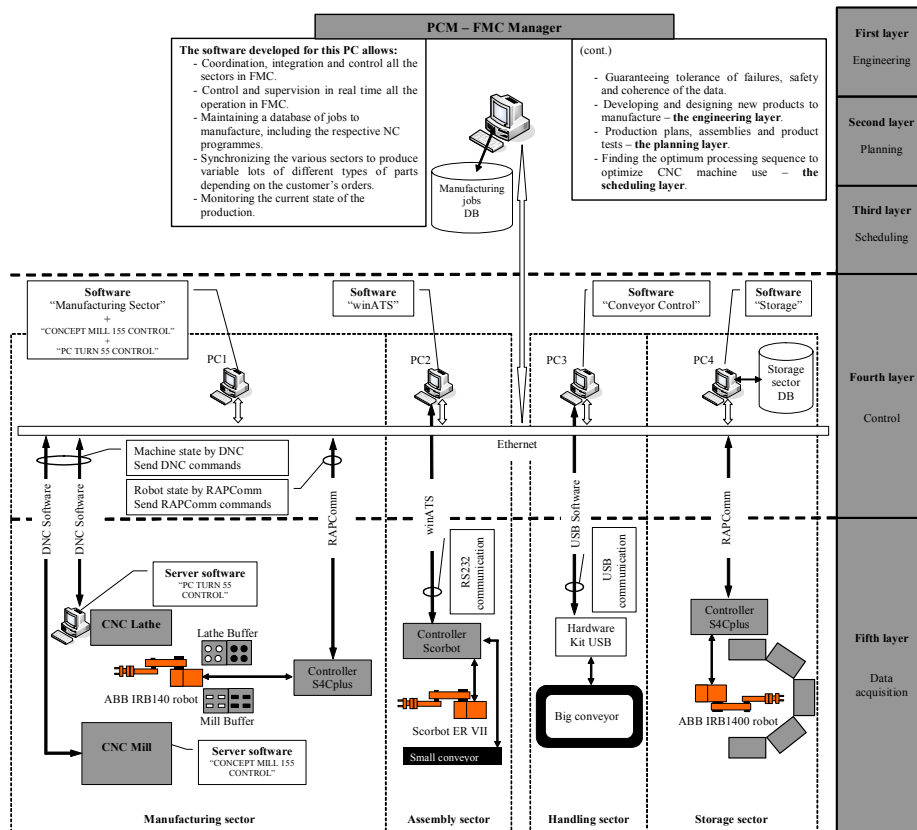 PCM – FMC Manager
The software developed for this PC allows:
- Coordination, integration and control all the
sectors in FMC.
- Control and supervision in real time all the
operation in FMC.
- Maintaining a database of jobs to
manufacture, including the respective NC
programmes.
- Synchronizing the various sectors to produce
variable lots of different types of parts
depending on the customer's orders.
- Monitoring the current state of the
production.
Manufacturing
jobs
DB
(cont.)
- Guaranteeing tolerance of failures, safety
and coherence of the data.
- Developing and designing new products to
manufacture – the engineering layer.
- Production plans, assemblies and product
tests – the planning layer.
- Finding the optimum processing sequence to
optimize CNC machine use – the
scheduling layer.
First layer
Engineering
Second layer
Planning
Third layer
Scheduling
Software
"Manufacturing Sector"
+
"CONCEPT MILL 155 CONTROL"
+
"PC TURN 55 CONTROL"
Software
"winATS"
Software
"Conveyor Control"
Software
"Storage"
PC1
PC2
PC3
PC4
Storage
sector
DB
Fourth layer
Control
Ethernet
Machine state by DNC
Send DNC commands
Robot state by RAPComm
Send RAPComm commands
DNC Software
DNC Software
RAPComm
winATS
RS232
communication
USB Software
USB
communication
RAPComm
Server software
"PC TURN 55
CONTROL"
CNC Lathe
Lathe Buffer
ABB IRB140 robot
Mill Buffer
Controller
S4Cplus
CNC Mill
Server software
"CONCEPT MILL 155
CONTROL"
Controller
Scorbot
Scorbot ER VII
Small conveyor
Hardware
Kit USB
Big conveyor
Controller
S4Cplus
ABB IRB1400 robot
Fifth layer
Data
acquisition
Manufacturing sector
Assembly sector
Handling sector
Storage sector